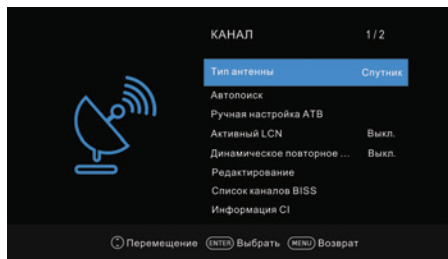 КАНАЛ 1/2
Тип антенны Спутник
Автопоиск
Ручная настройка АТВ
Активный LCN Выкл.
Динамическое повторное ... Выкл.
Редактирование
Список каналов BISS
Информация CI
Перемещение ENTER Выбрать MENU Возврат